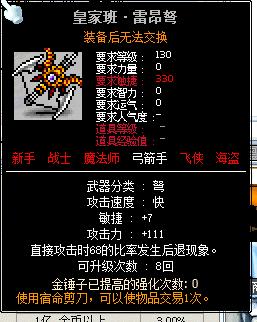 皇家班·雷昂弩
装备后无法交换
要求等级： 130
要求力量： 0
要求敏捷： 330
要求智力： 0
要求运气： 0
要求人气度： -
道具等级： -
道具经验值： -
新手 战士 魔法师 弓箭手 飞侠 海盗
武器分类 : 弩
攻击速度 : 快
敏捷 : +7
攻击力 : +111
直接攻击时68的比率发生后退现象。
可升级次数 : 8回
金锤子已提高的强化次数: 0
使用宿命剪刀，可以使物品交易1次。